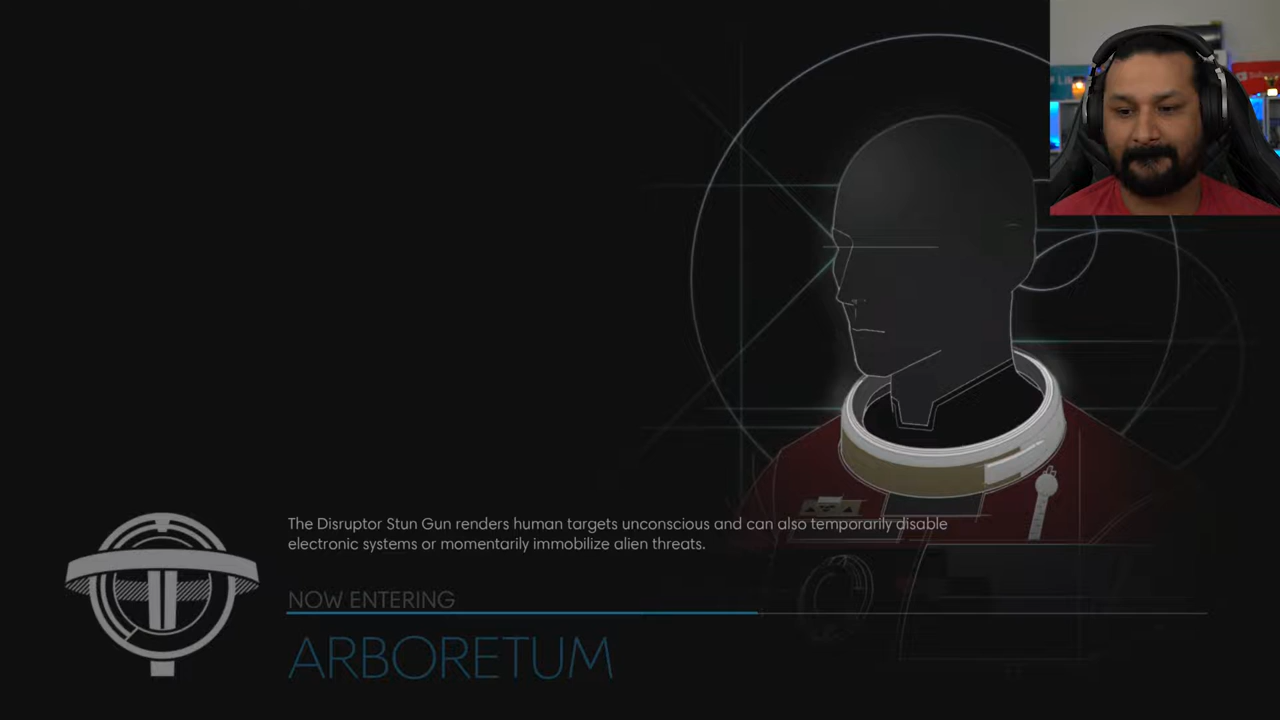 The Disruptor Stun Gun renders human targets unconscious and can also temporarily disable
electronic systems or momentarily immobilize alien threats.
NOW ENTERING
ARBORETUM